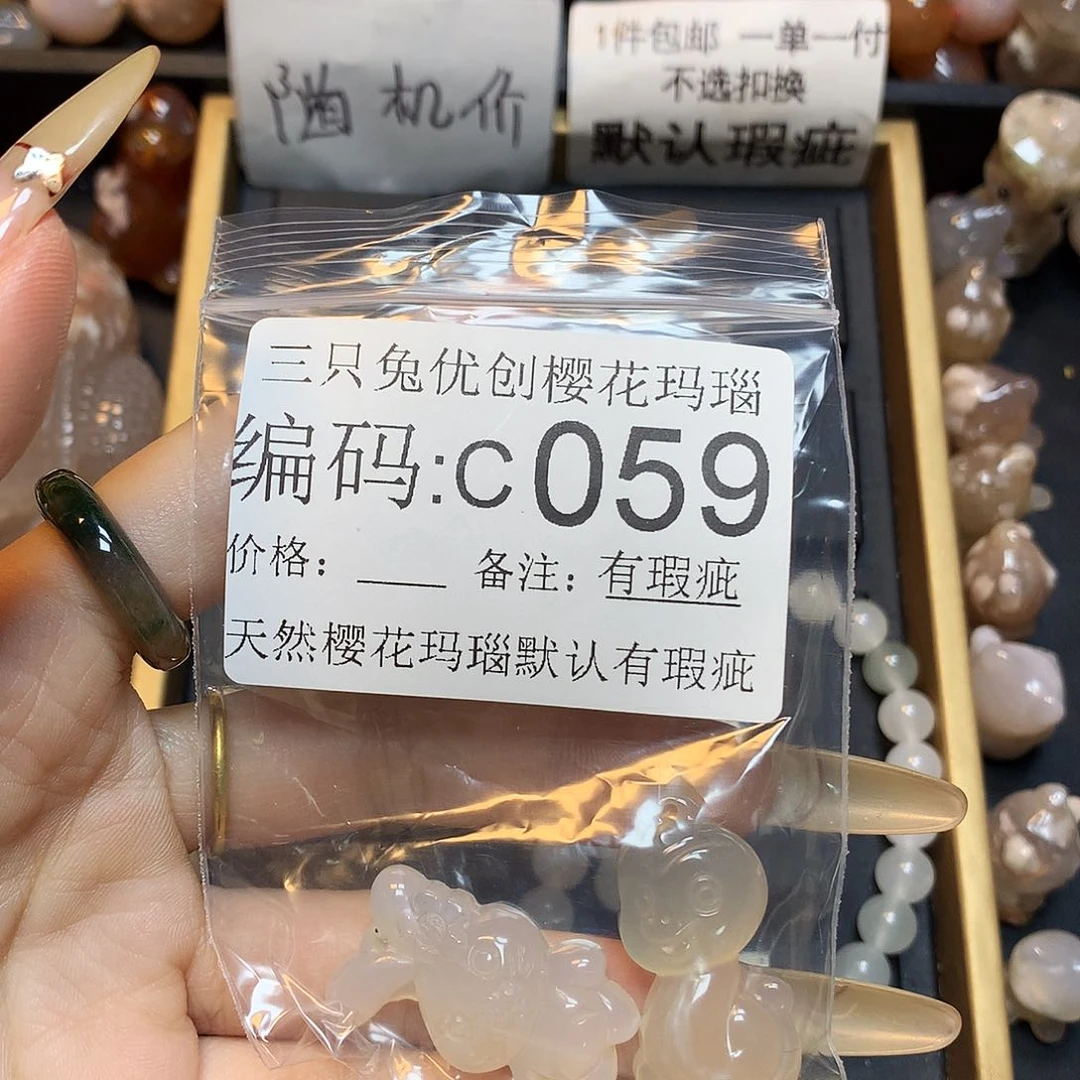 随机价
1件包邮 一单一付
不选扣换
默认瑕疵
三只兔优创樱花玛瑙
编码:c059
价格：____ 备注：有瑕疵
天然樱花玛瑙默认有瑕疵